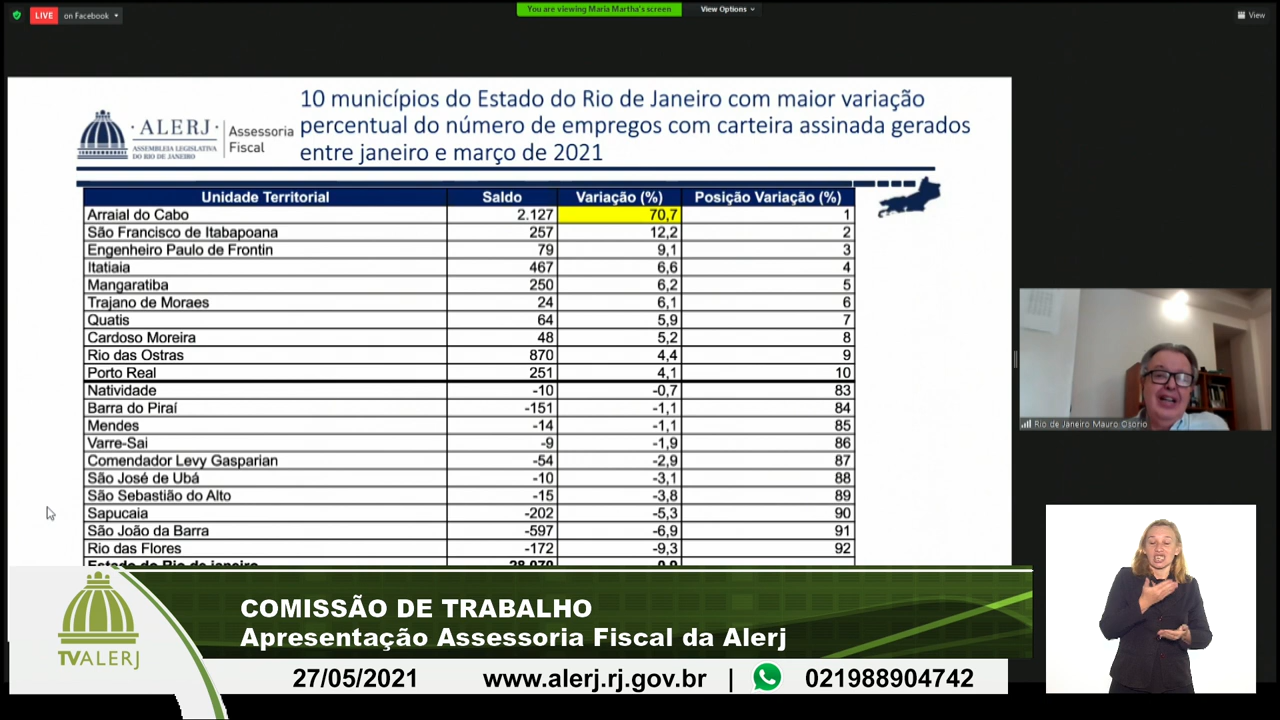 LIVE on Facebook
You are viewing Maria Martha's screen View Options
View
10 municípios do Estado do Rio de Janeiro com maior variação
percentual do número de empregos com carteira assinada gerados
entre janeiro e março de 2021
· ALERJ ·
ASSEMBLEIA LEGISLATIVA
DO RIO DE JANEIRO
Assessoria
Fiscal
Unidade Territorial Saldo Variação (%) Posição Variação (%)
Arraial do Cabo 2.127 70,7 1
São Francisco de Itabapoana 257 12,2 2
Engenheiro Paulo de Frontin 79 9,1 3
Itatiaia 467 6,6 4
Mangaratiba 250 6,2 5
Trajano de Moraes 24 6,1 6
Quatis 64 5,9 7
Cardoso Moreira 48 5,2 8
Rio das Ostras 870 4,4 9
Porto Real 251 4,1 10
Natividade -10 -0,7 83
Barra do Piraí -151 -1,1 84
Mendes -14 -1,1 85
Varre-Sai -9 -1,9 86
Comendador Levy Gasparian -54 -2,9 87
São José de Ubá -10 -3,1 88
São Sebastião do Alto -15 -3,8 89
Sapucaia -202 -5,3 90
São João da Barra -597 -6,9 91
Rio das Flores -172 -9,3 92
Estado do Rio de janeiro
Rio de Janeiro Mauro Osorio
TVALERJ
COMISSÃO DE TRABALHO
Apresentação Assessoria Fiscal da Alerj
27/05/2021 www.alerj.rj.gov.br | 021988904742